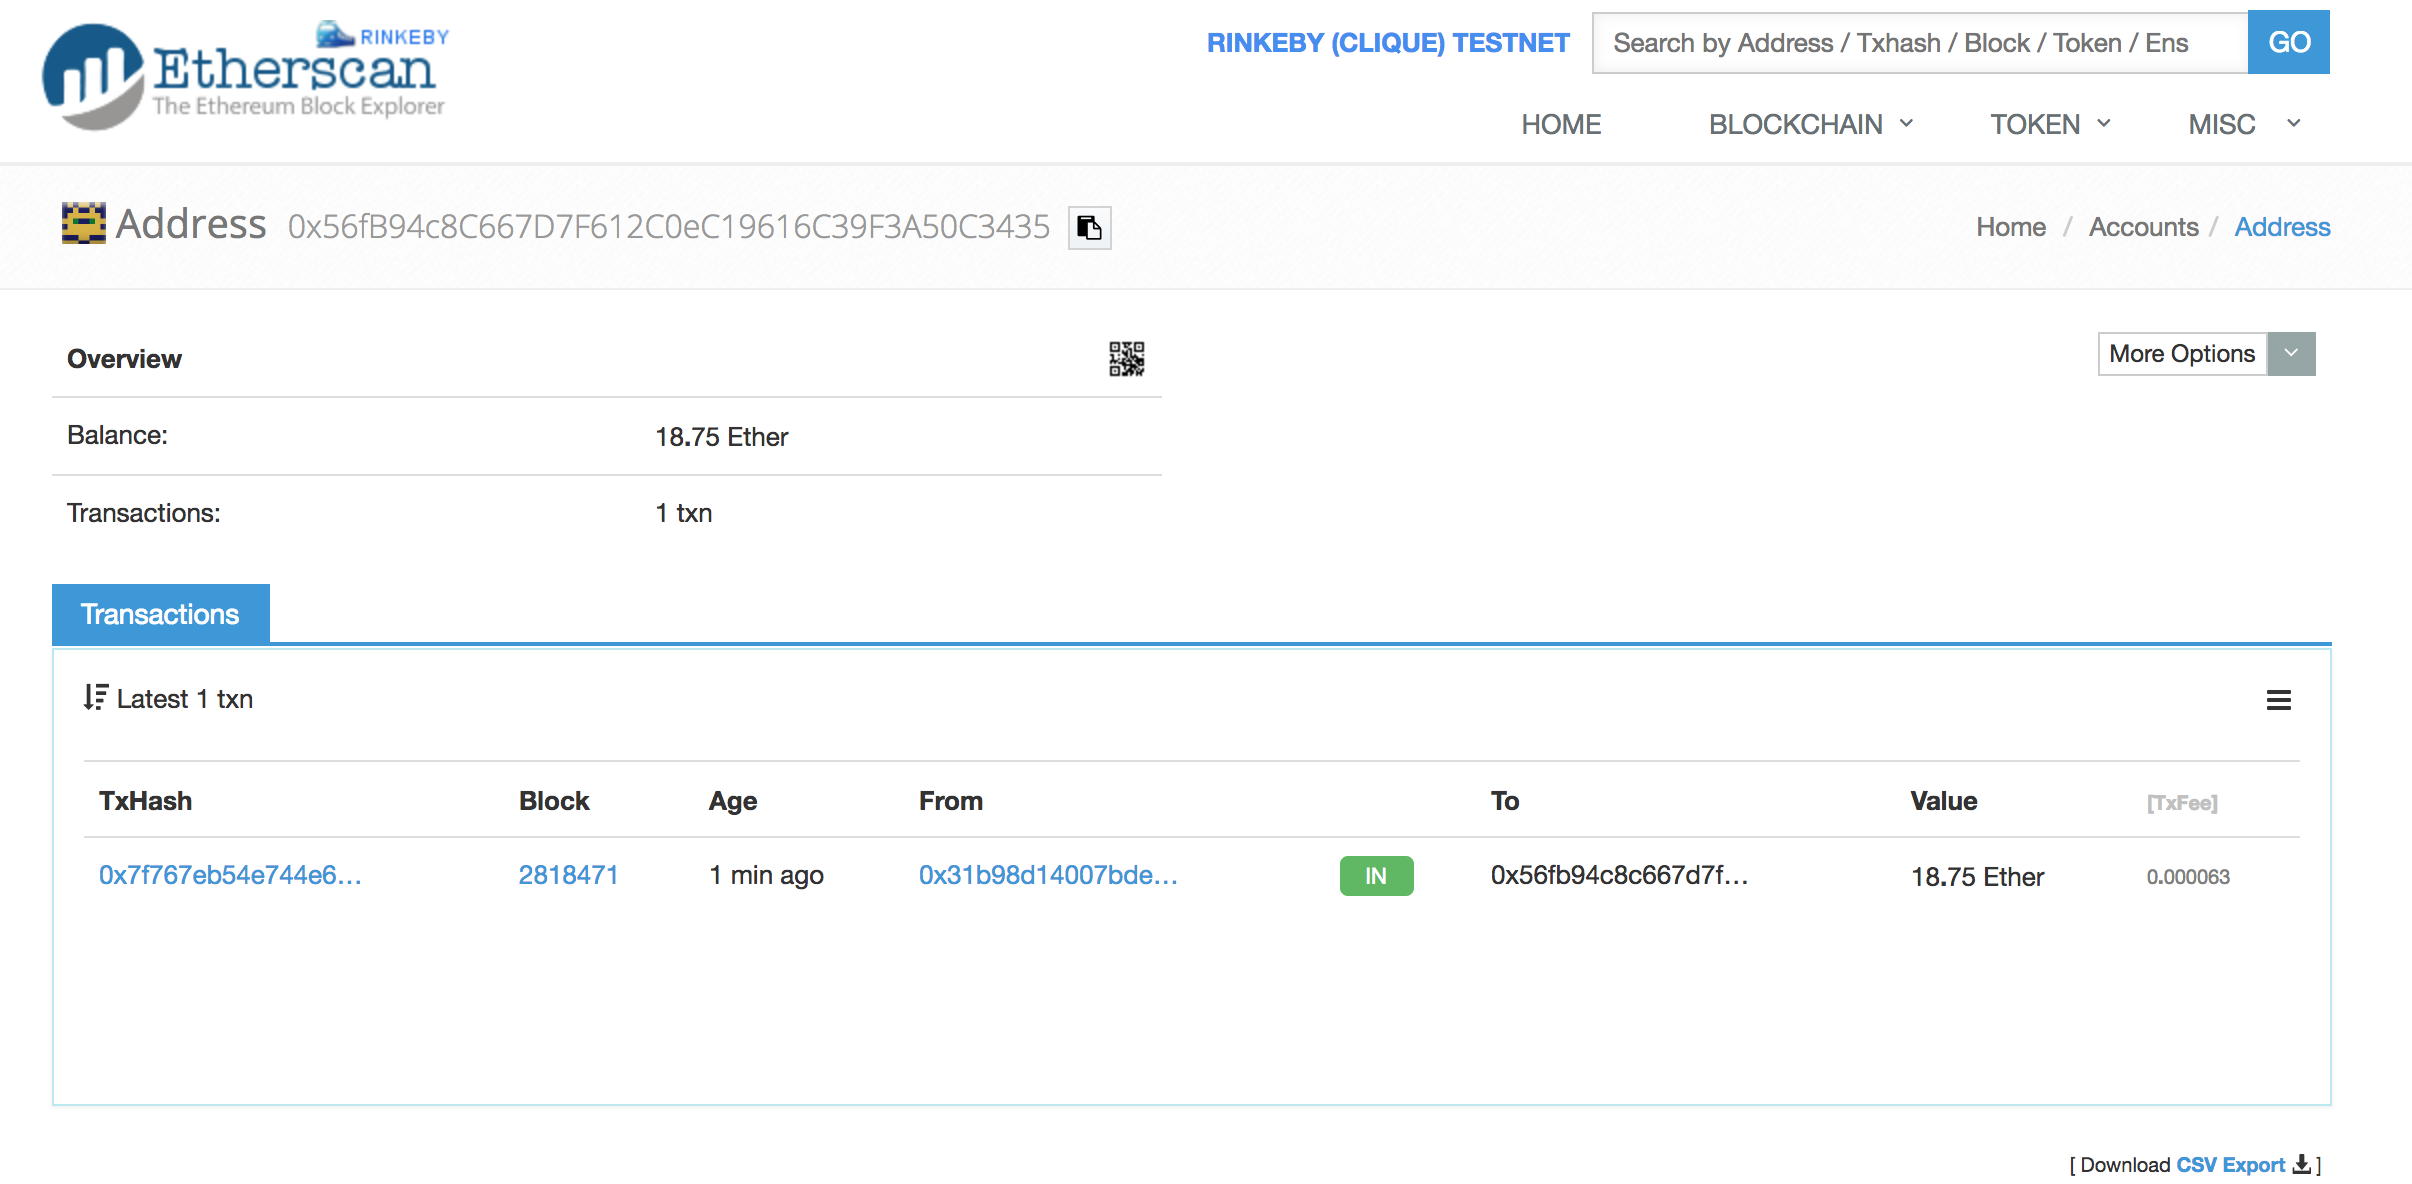 RINKEBY
Etherscan
The Ethereum Block Explorer
RINKEBY (CLIQUE) TESTNET
Search by Address / Txhash / Block / Token / Ens
GO
HOME
BLOCKCHAIN
TOKEN
MISC
Address 0x56fB94c8C667D7F612C0eC19616C39F3A50C3435
Home / Accounts / Address
Overview
More Options
Balance: 18.75 Ether
Transactions: 1 txn
Transactions
Latest 1 txn
TxHash Block Age From To Value [TxFee]
0x7f767eb54e744e6... 2818471 1 min ago 0x31b98d14007bde... IN 0x56fb94c8c667d7f... 18.75 Ether 0.000063
[ Download CSV Export ]